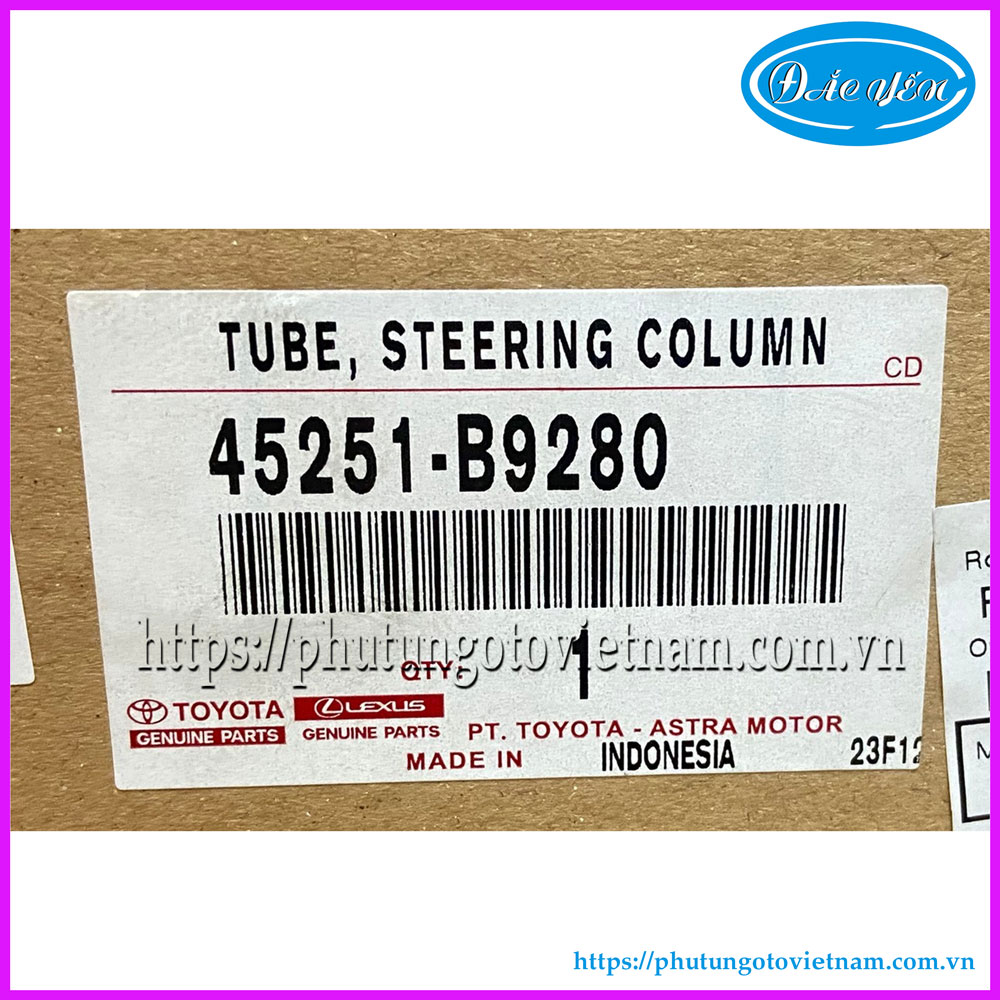 ĐẮC YẾN
TUBE, STEERING COLUMN
CD
45251-B9280
https://phutungotovietnam.com.vn
QTY: 1
TOYOTA
GENUINE PARTS
LEXUS
GENUINE PARTS
PT. TOYOTA - ASTRA MOTOR
MADE IN INDONESIA
23F12
https://phutungotovietnam.com.vn